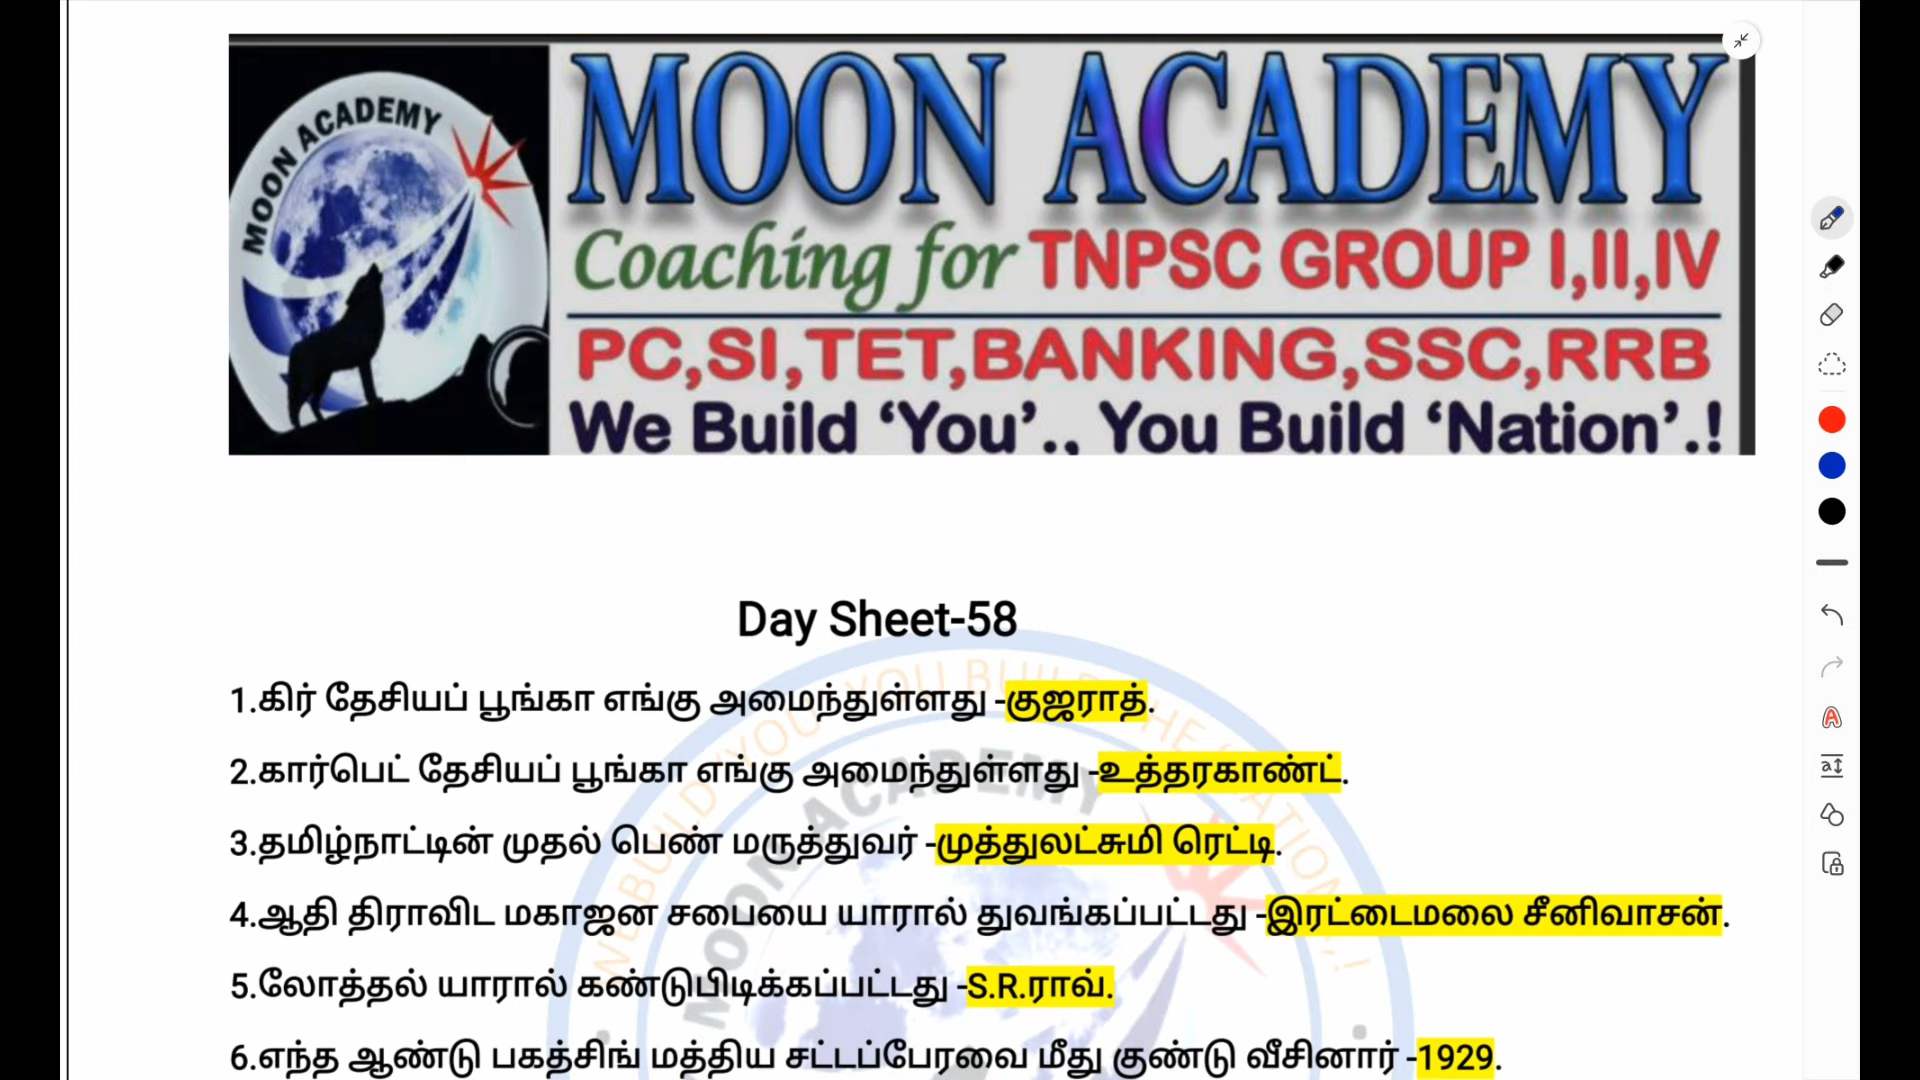 MOON ACADEMY
MOON ACADEMY
Coaching for TNPSC GROUP I,II,IV
PC,SI,TET,BANKING,SSC,RRB
We Build ‘You’., You Build ‘Nation’.!
Day Sheet-58
1.கிர் தேசியப் பூங்கா எங்கு அமைந்துள்ளது -குஜராத்.
2.கார்பெட் தேசியப் பூங்கா எங்கு அமைந்துள்ளது -உத்தரகாண்ட்.
3.தமிழ்நாட்டின் முதல் பெண் மருத்துவர் -முத்துலட்சுமி ரெட்டி.
4.ஆதி திராவிட மகாஜன சபையை யாரால் துவங்கப்பட்டது -இரட்டைமலை சீனிவாசன்.
5.லோத்தல் யாரால் கண்டுபிடிக்கப்பட்டது -S.R.ராவ்.
6.எந்த ஆண்டு பகத்சிங் மத்திய சட்டப்பேரவை மீது குண்டு வீசினார் -1929.
MOON ACADEMY